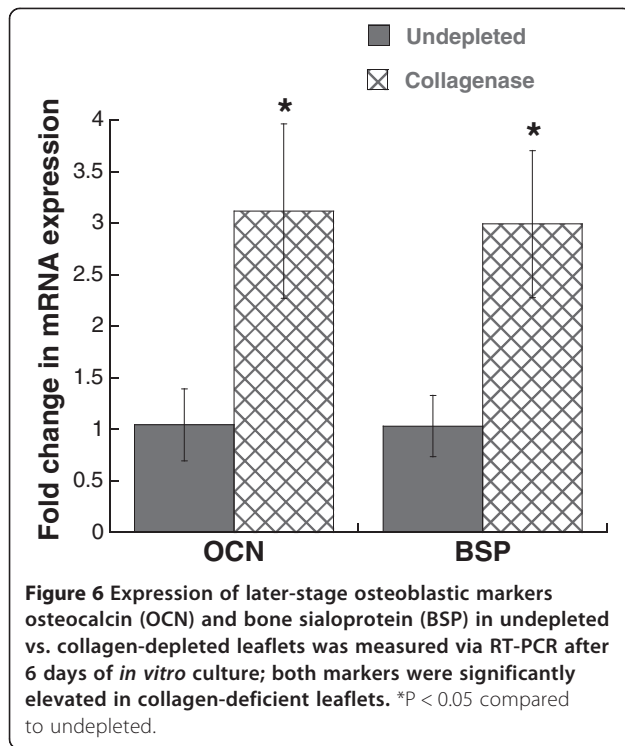 Undepleted
Collagenase
Fold change in mRNA expression
4
3.5
3
2.5
2
1.5
1
0.5
0
*
*
OCN
BSP
Figure 6 Expression of later-stage osteoblastic markers
osteocalcin (OCN) and bone sialoprotein (BSP) in undepleted
vs. collagen-depleted leaflets was measured via RT-PCR after
6 days of in vitro culture; both markers were significantly
elevated in collagen-deficient leaflets. *P < 0.05 compared
to undepleted.